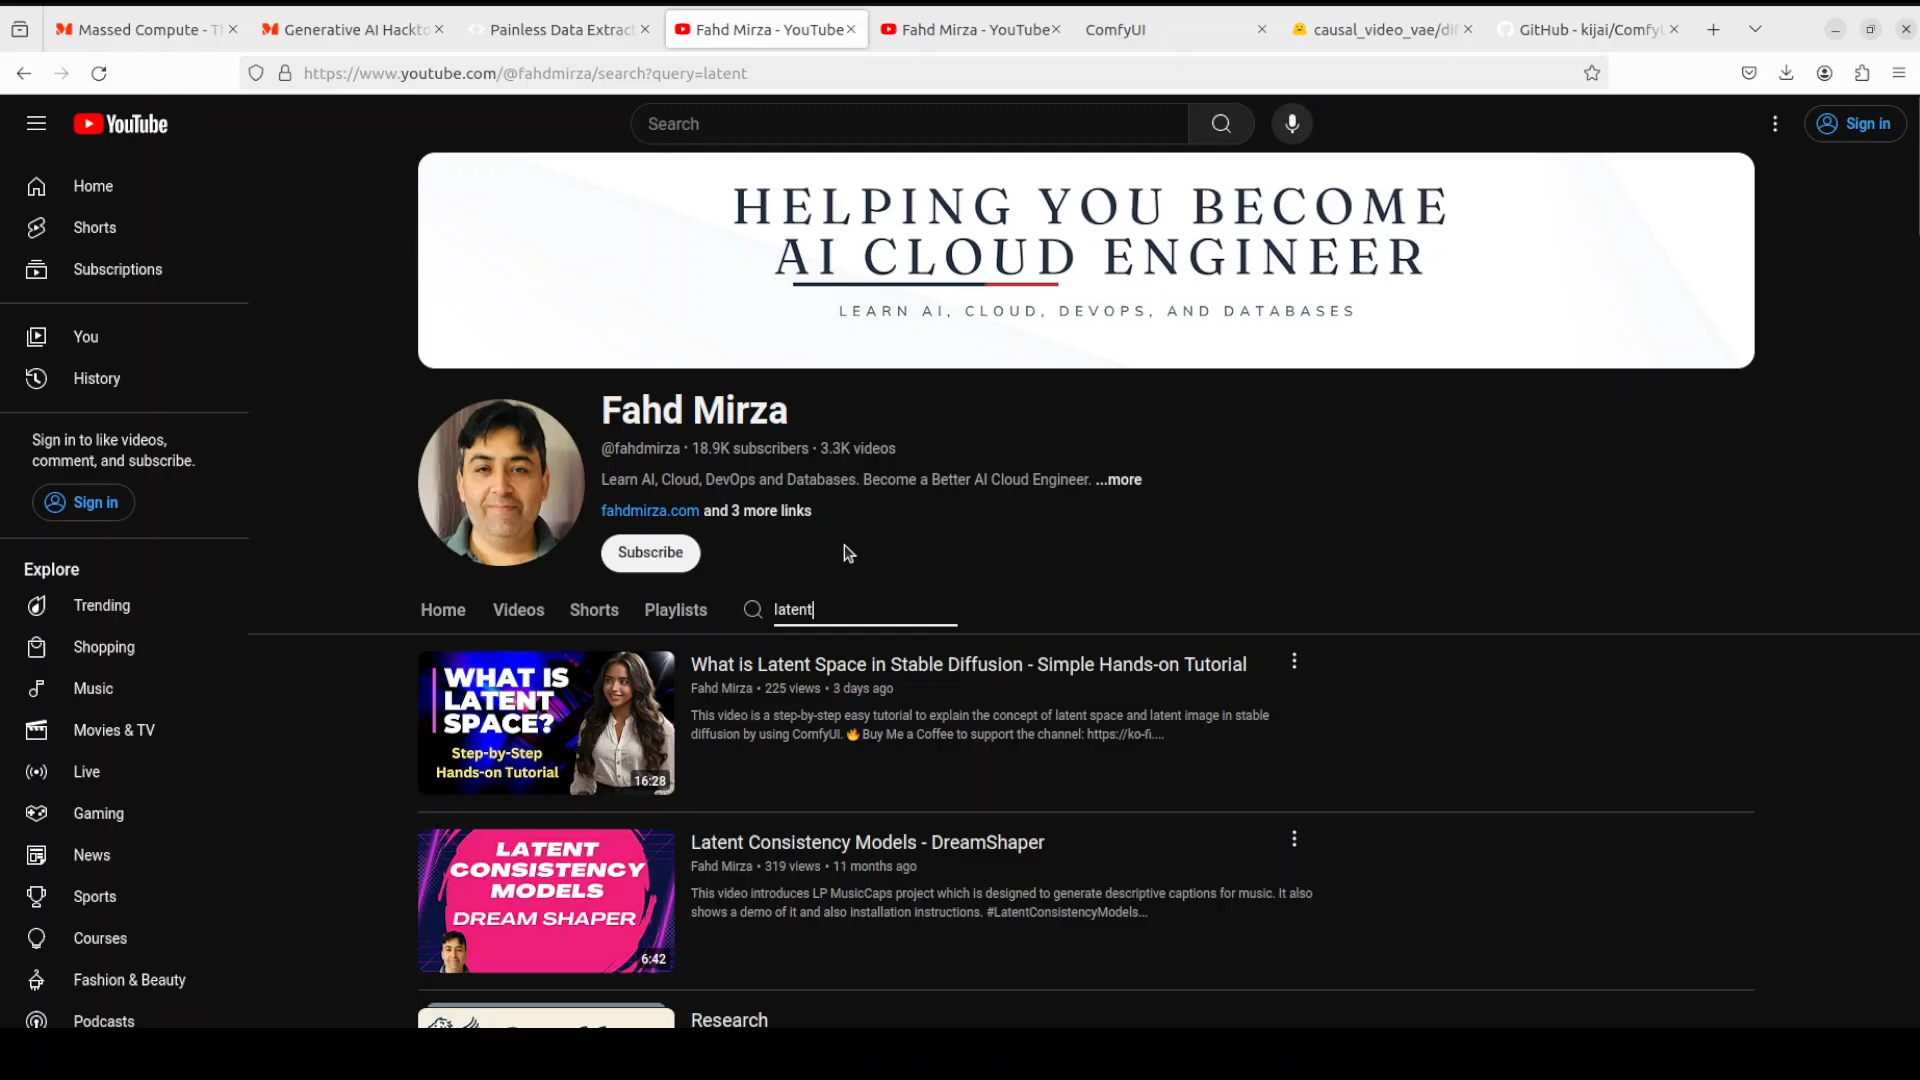 Massed Compute - Th
Generative AI Hackto
Painless Data Extract
Fahd Mirza - YouTube
Fahd Mirza - YouTube
ComfyUI
causal_video_vae/dif
GitHub - kijai/ComfyU
https://www.youtube.com/@fahdmirza/search?query=latent
YouTube
Search
Sign in
Home
Shorts
Subscriptions
You
History
Sign in to like videos,
comment, and subscribe.
Sign in
Explore
Trending
Shopping
Music
Movies & TV
Live
Gaming
News
Sports
Courses
Fashion & Beauty
Podcasts
HELPING YOU BECOME
AI CLOUD ENGINEER
LEARN AI, CLOUD, DEVOPS, AND DATABASES
Fahd Mirza
@fahdmirza • 18.9K subscribers • 3.3K videos
Learn AI, Cloud, DevOps and Databases. Become a Better AI Cloud Engineer. ...more
fahdmirza.com and 3 more links
Subscribe
Home Videos Shorts Playlists latent
WHAT IS
LATENT
SPACE?
Step-by-Step
Hands-on Tutorial
16:28
What is Latent Space in Stable Diffusion - Simple Hands-on Tutorial
Fahd Mirza • 225 views • 3 days ago
This video is a step-by-step easy tutorial to explain the concept of latent space and latent image in stable
diffusion by using ComfyUI. 🔥 Buy Me a Coffee to support the channel: https://ko-fi....
LATENT
CONSISTENCY
MODELS
DREAM SHAPER
6:42
Latent Consistency Models - DreamShaper
Fahd Mirza • 319 views • 11 months ago
This video introduces LP MusicCaps project which is designed to generate descriptive captions for music. It also
shows a demo of it and also installation instructions. #LatentConsistencyModels...
Research